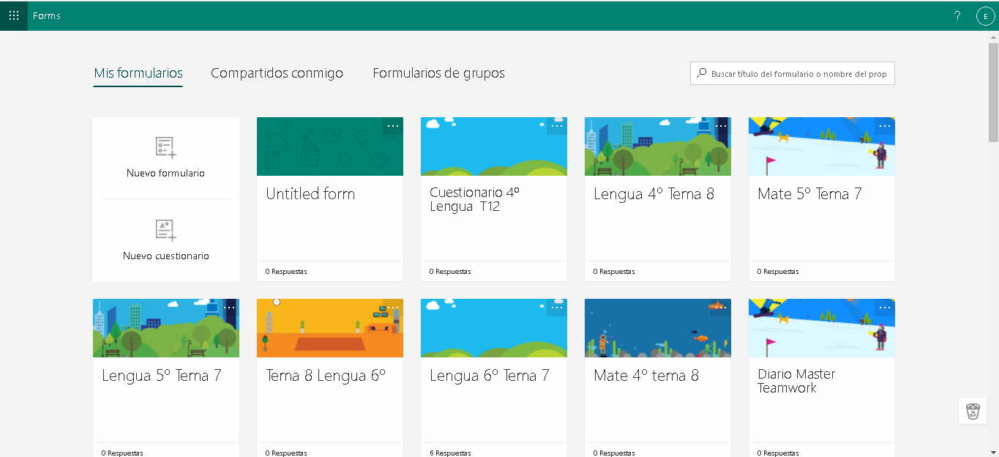 Forms
?
E
Mis formularios
Compartidos conmigo
Formularios de grupos
Buscar título del formulario o nombre del prop
Nuevo formulario
A+
Nuevo cuestionario
Untitled form
0 Respuestas
Cuestionario 4º
Lengua T12
0 Respuestas
Lengua 4º Tema 8
0 Respuestas
Mate 5º Tema 7
0 Respuestas
Lengua 5º Tema 7
0 Respuestas
Tema 8 Lengua 6º
0 Respuestas
Lengua 6º Tema 7
6 Respuestas
Mate 4º tema 8
0 Respuestas
Diario Master
Teamwork
0 Respuestas